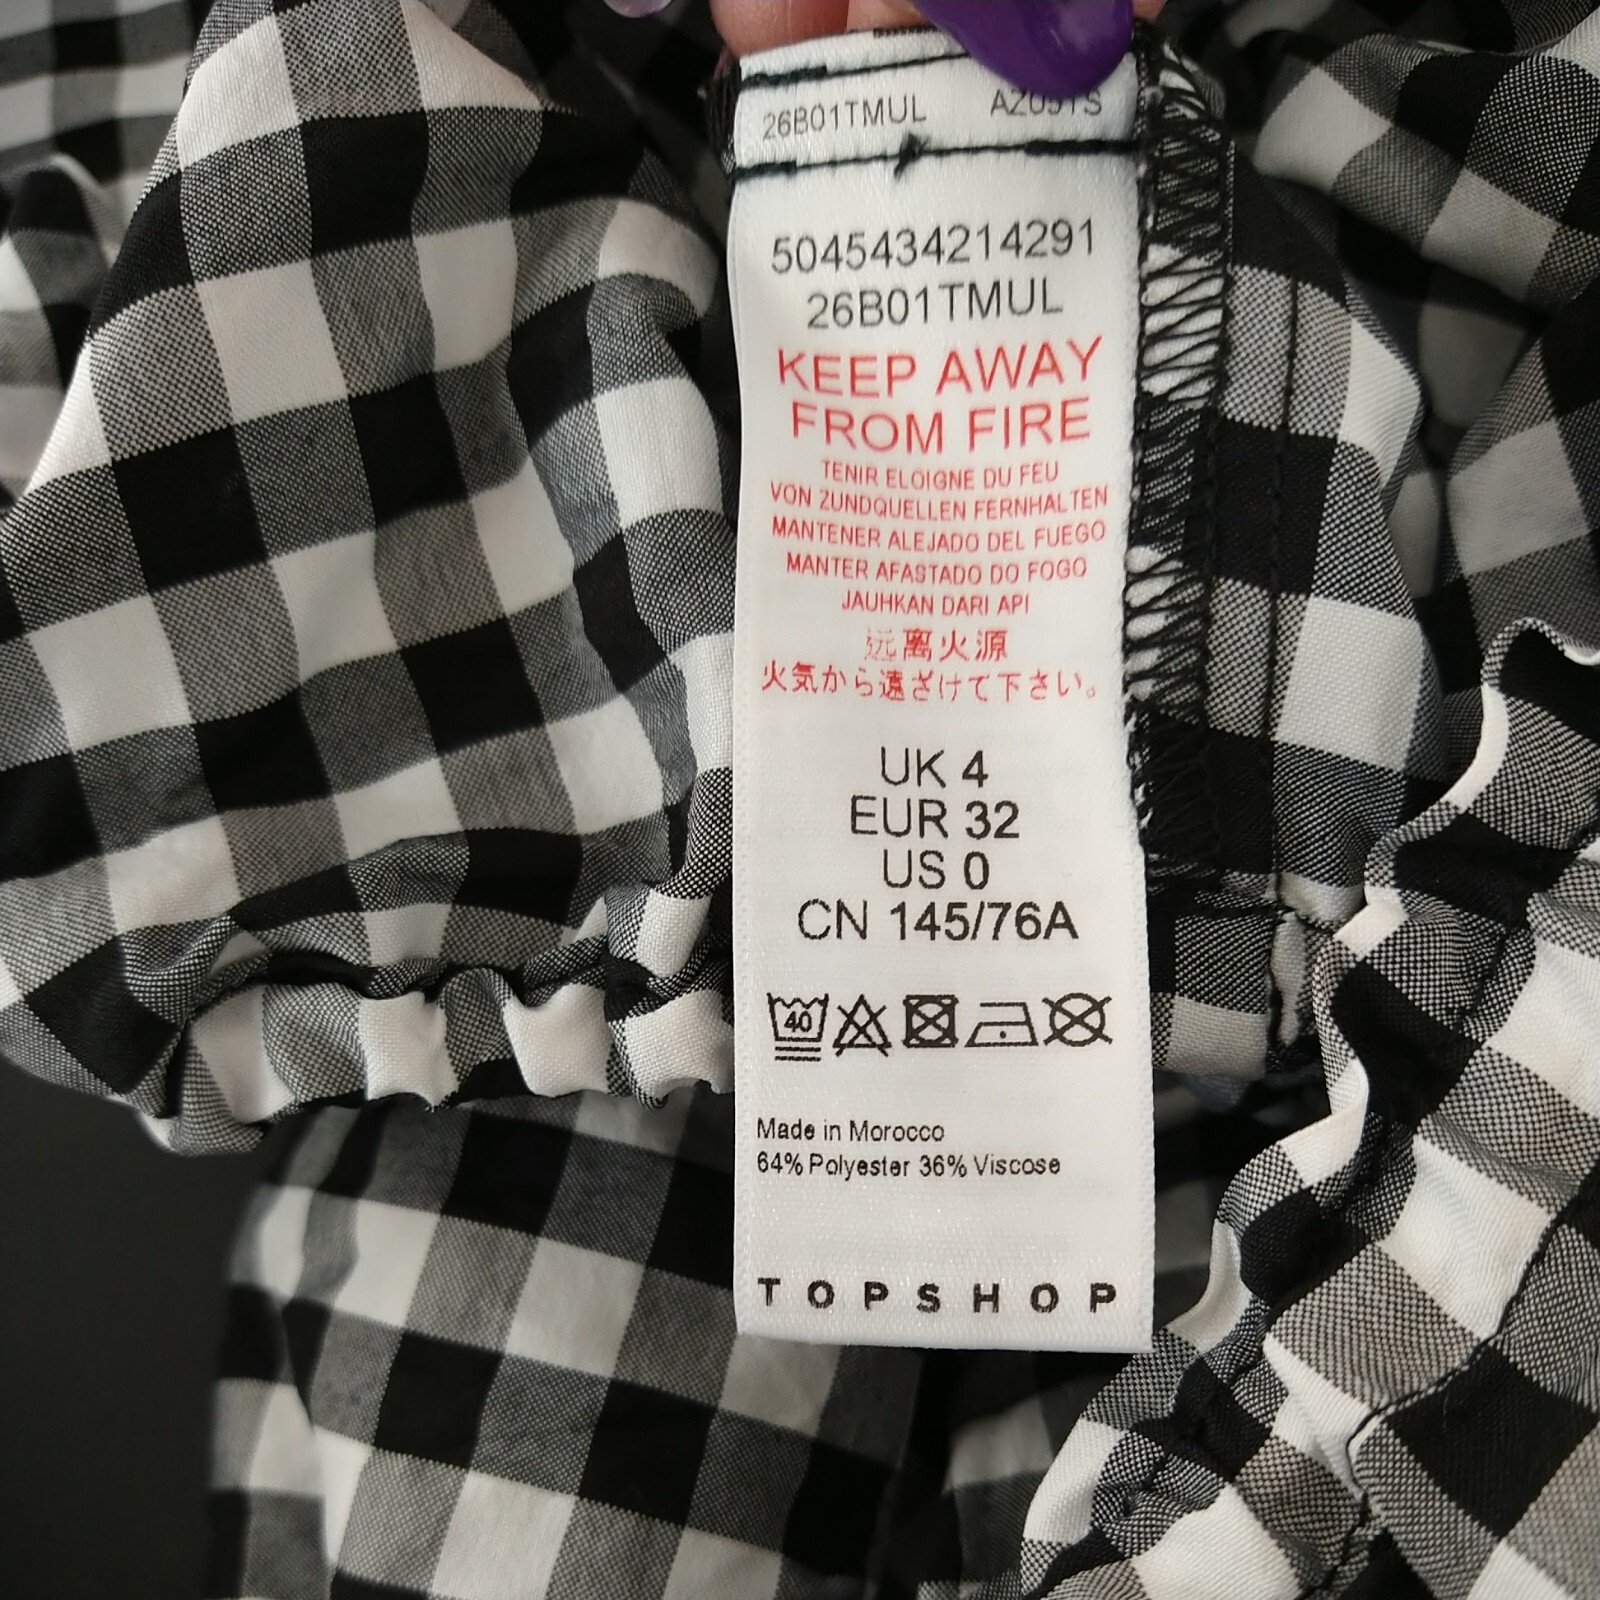 26B01TMUL
5045434214291
26B01TMUL
KEEP AWAY
FROM FIRE
TENIR ELOIGNE DU FEU
VON ZUNDQUELLEN FERNHALTEN
MANTENER ALEJADO DEL FUEGO
MANTER AFASTADO DO FOGO
JAUHKAN DARI API
远离火源
火気から遠ざけて下さい。
UK 4
EUR 32
US 0
CN 145/76A
40
Made in Morocco
64% Polyester 36% Viscose
TOPSHOP